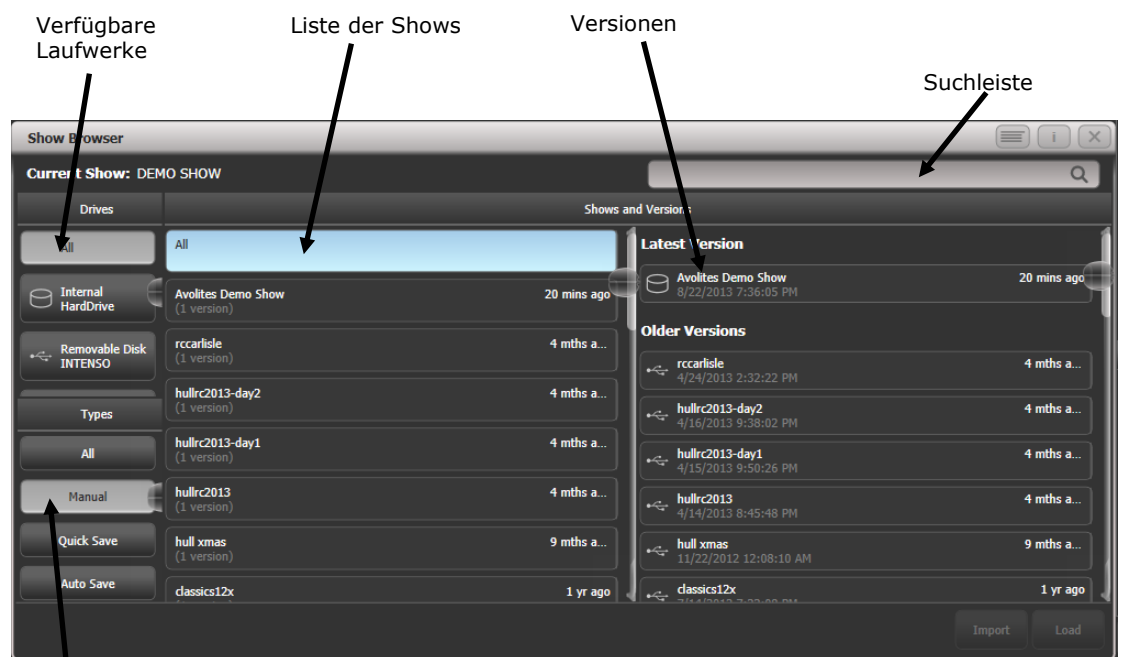 Verfügbare
Laufwerke
Liste der Shows
Versionen
Suchleiste
Show Browser
Current Show: DEMO SHOW
Drives
Shows and Versions
All
Internal
HardDrive
Removable Disk
INTENSO
Types
All
Manual
Quick Save
Auto Save
All
Avolites Demo Show 20 mins ago
(1 version)
rccarlisle 4 mths a...
(1 version)
hullrc2013-day2 4 mths a...
(1 version)
hullrc2013-day1 4 mths a...
(1 version)
hullrc2013 4 mths a...
(1 version)
hull xmas 9 mths a...
(1 version)
classics12x 1 yr ago
Latest Version
Avolites Demo Show 20 mins ago
8/22/2013 7:36:05 PM
Older Versions
rccarlisle 4 mths a...
4/24/2013 2:32:22 PM
hullrc2013-day2 4 mths a...
4/16/2013 9:38:02 PM
hullrc2013-day1 4 mths a...
4/15/2013 9:50:26 PM
hullrc2013 4 mths a...
4/14/2013 8:45:48 PM
hull xmas 9 mths a...
11/22/2012 12:08:10 AM
classics12x 1 yr ago
Import Load